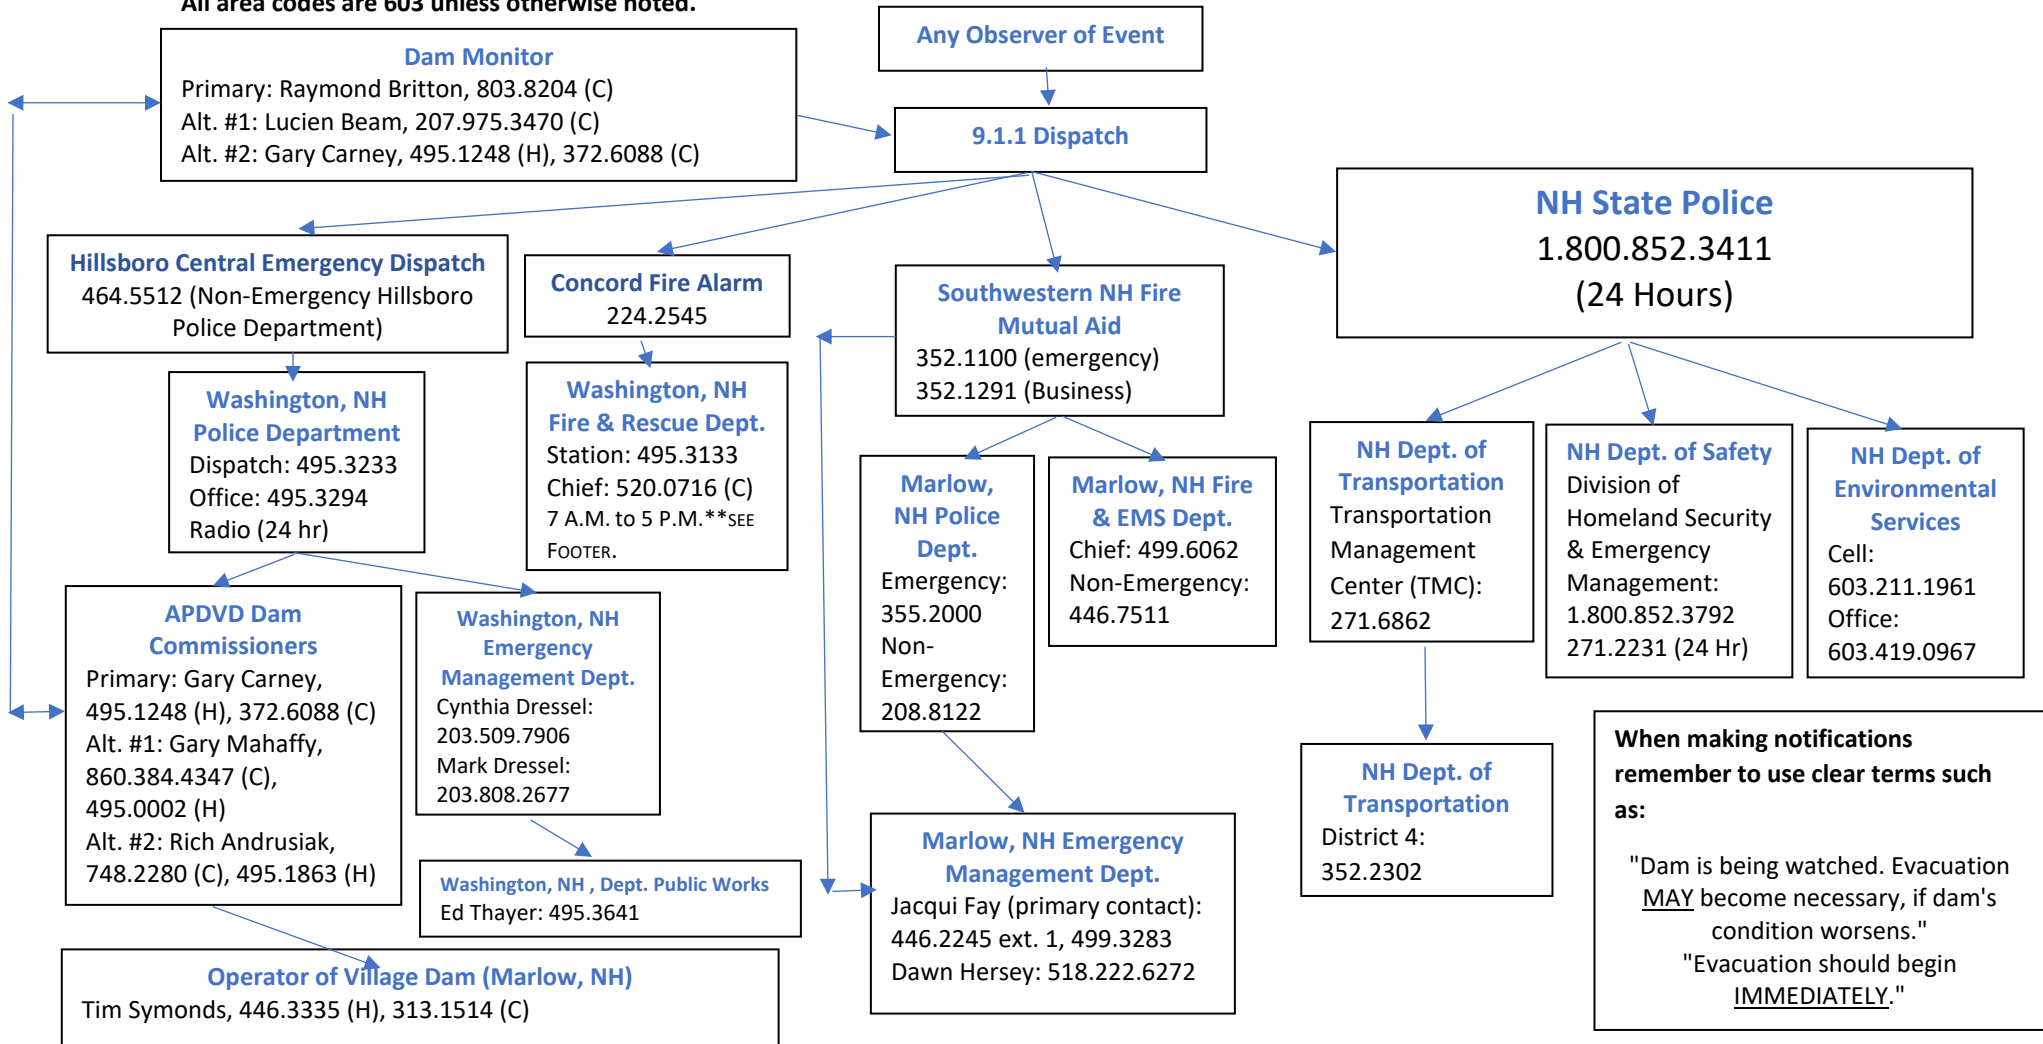 All area codes are 603 unless otherwise noted.
Any Observer of Event
Dam Monitor
Primary: Raymond Britton, 803.8204 (C)
Alt. #1: Lucien Beam, 207.975.3470 (C)
Alt. #2: Gary Carney, 495.1248 (H), 372.6088 (C)
9.1.1 Dispatch
Hillsboro Central Emergency Dispatch
464.5512 (Non-Emergency Hillsboro
Police Department)
Concord Fire Alarm
224.2545
Southwestern NH Fire
Mutual Aid
352.1100 (emergency)
352.1291 (Business)
NH State Police
1.800.852.3411
(24 Hours)
Washington, NH
Police Department
Dispatch: 495.3233
Office: 495.3294
Radio (24 hr)
Washington, NH
Fire & Rescue Dept.
Station: 495.3133
Chief: 520.0716 (C)
7 A.M. to 5 P.M.**SEE
FOOTER.
Marlow,
NH Police
Dept.
Emergency:
355.2000
Non-
Emergency:
208.8122
Marlow, NH Fire
& EMS Dept.
Chief: 499.6062
Non-Emergency:
446.7511
NH Dept. of
Transportation
Transportation
Management
Center (TMC):
271.6862
NH Dept. of Safety
Division of
Homeland Security
& Emergency
Management:
1.800.852.3792
271.2231 (24 Hr)
NH Dept. of
Environmental
Services
Cell:
603.211.1961
Office:
603.419.0967
APDVD Dam
Commissioners
Primary: Gary Carney,
495.1248 (H), 372.6088 (C)
Alt. #1: Gary Mahaffy,
860.384.4347 (C),
495.0002 (H)
Alt. #2: Rich Andrusiak,
748.2280 (C), 495.1863 (H)
Washington, NH
Emergency
Management Dept.
Cynthia Dressel:
203.509.7906
Mark Dressel:
203.808.2677
Washington, NH , Dept. Public Works
Ed Thayer: 495.3641
Marlow, NH Emergency
Management Dept.
Jacqui Fay (primary contact):
446.2245 ext. 1, 499.3283
Dawn Hersey: 518.222.6272
NH Dept. of
Transportation
District 4:
352.2302
When making notifications
remember to use clear terms such
as:
"Dam is being watched. Evacuation
MAY become necessary, if dam's
condition worsens."
"Evacuation should begin
IMMEDIATELY."
Operator of Village Dam (Marlow, NH)
Tim Symonds, 446.3335 (H), 313.1514 (C)